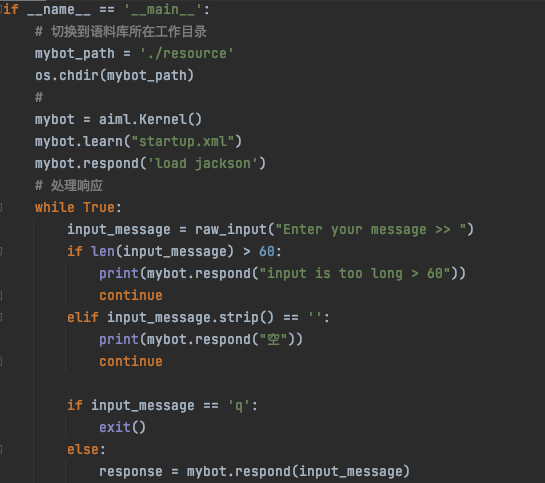 if __name__ == '__main__':
    # 切换到语料库所在工作目录
    mybot_path = './resource'
    os.chdir(mybot_path)
    #
    mybot = aiml.Kernel()
    mybot.learn("startup.xml")
    mybot.respond('load jackson')
    # 处理响应
    while True:
        input_message = raw_input("Enter your message >> ")
        if len(input_message) > 60:
            print(mybot.respond("input is too long > 60"))
            continue
        elif input_message.strip() == '':
            print(mybot.respond("空"))
            continue
        if input_message == 'q':
            exit()
        else:
            response = mybot.respond(input_message)